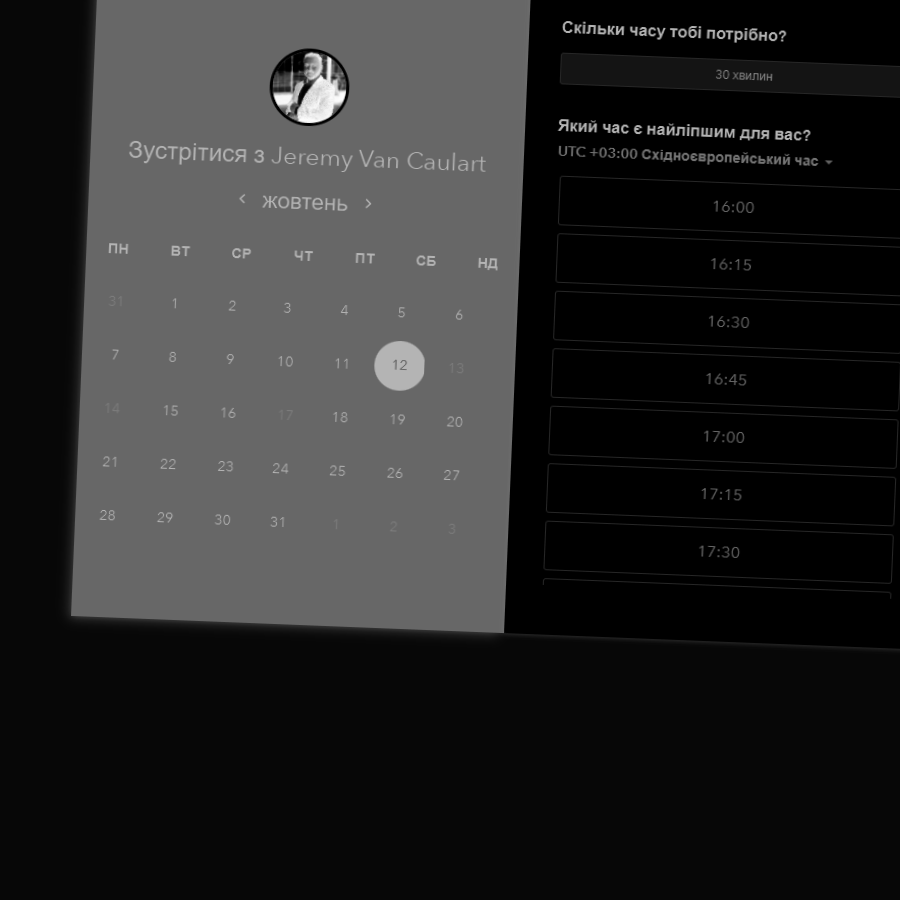 Зустрітися з Jeremy Van Caulart
жовтень
ПН ВТ СР ЧТ ПТ СБ НД
31 1 2 3 4 5 6
7 8 9 10 11 12 13
14 15 16 17 18 19 20
21 22 23 24 25 26 27
28 29 30 31 1 2 3
Скільки часу тобі потрібно?
30 хвилин
Який час є найліпшим для вас?
UTC +03:00 Східноєвропейський час
16:00
16:15
16:30
16:45
17:00
17:15
17:30